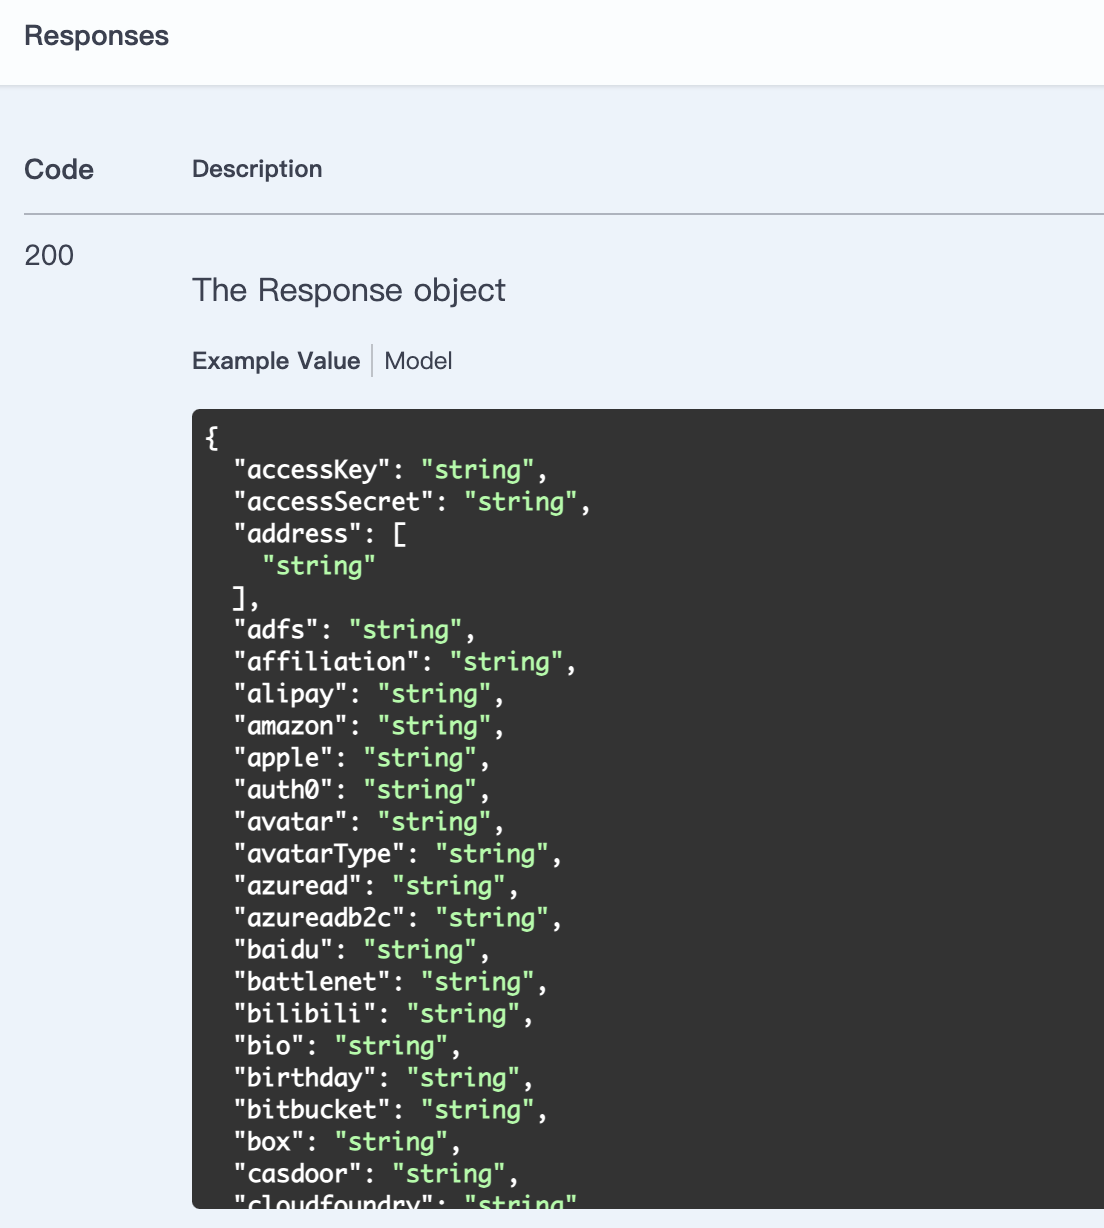 Responses
Code Description
200
The Response object
Example Value Model
{
"accessKey": "string",
"accessSecret": "string",
"address": [
"string"
],
"adfs": "string",
"affiliation": "string",
"alipay": "string",
"amazon": "string",
"apple": "string",
"auth0": "string",
"avatar": "string",
"avatarType": "string",
"azuread": "string",
"azureadb2c": "string",
"baidu": "string",
"battlenet": "string",
"bilibili": "string",
"bio": "string",
"birthday": "string",
"bitbucket": "string",
"box": "string",
"casdoor": "string",
"cloudfoundry": "string"